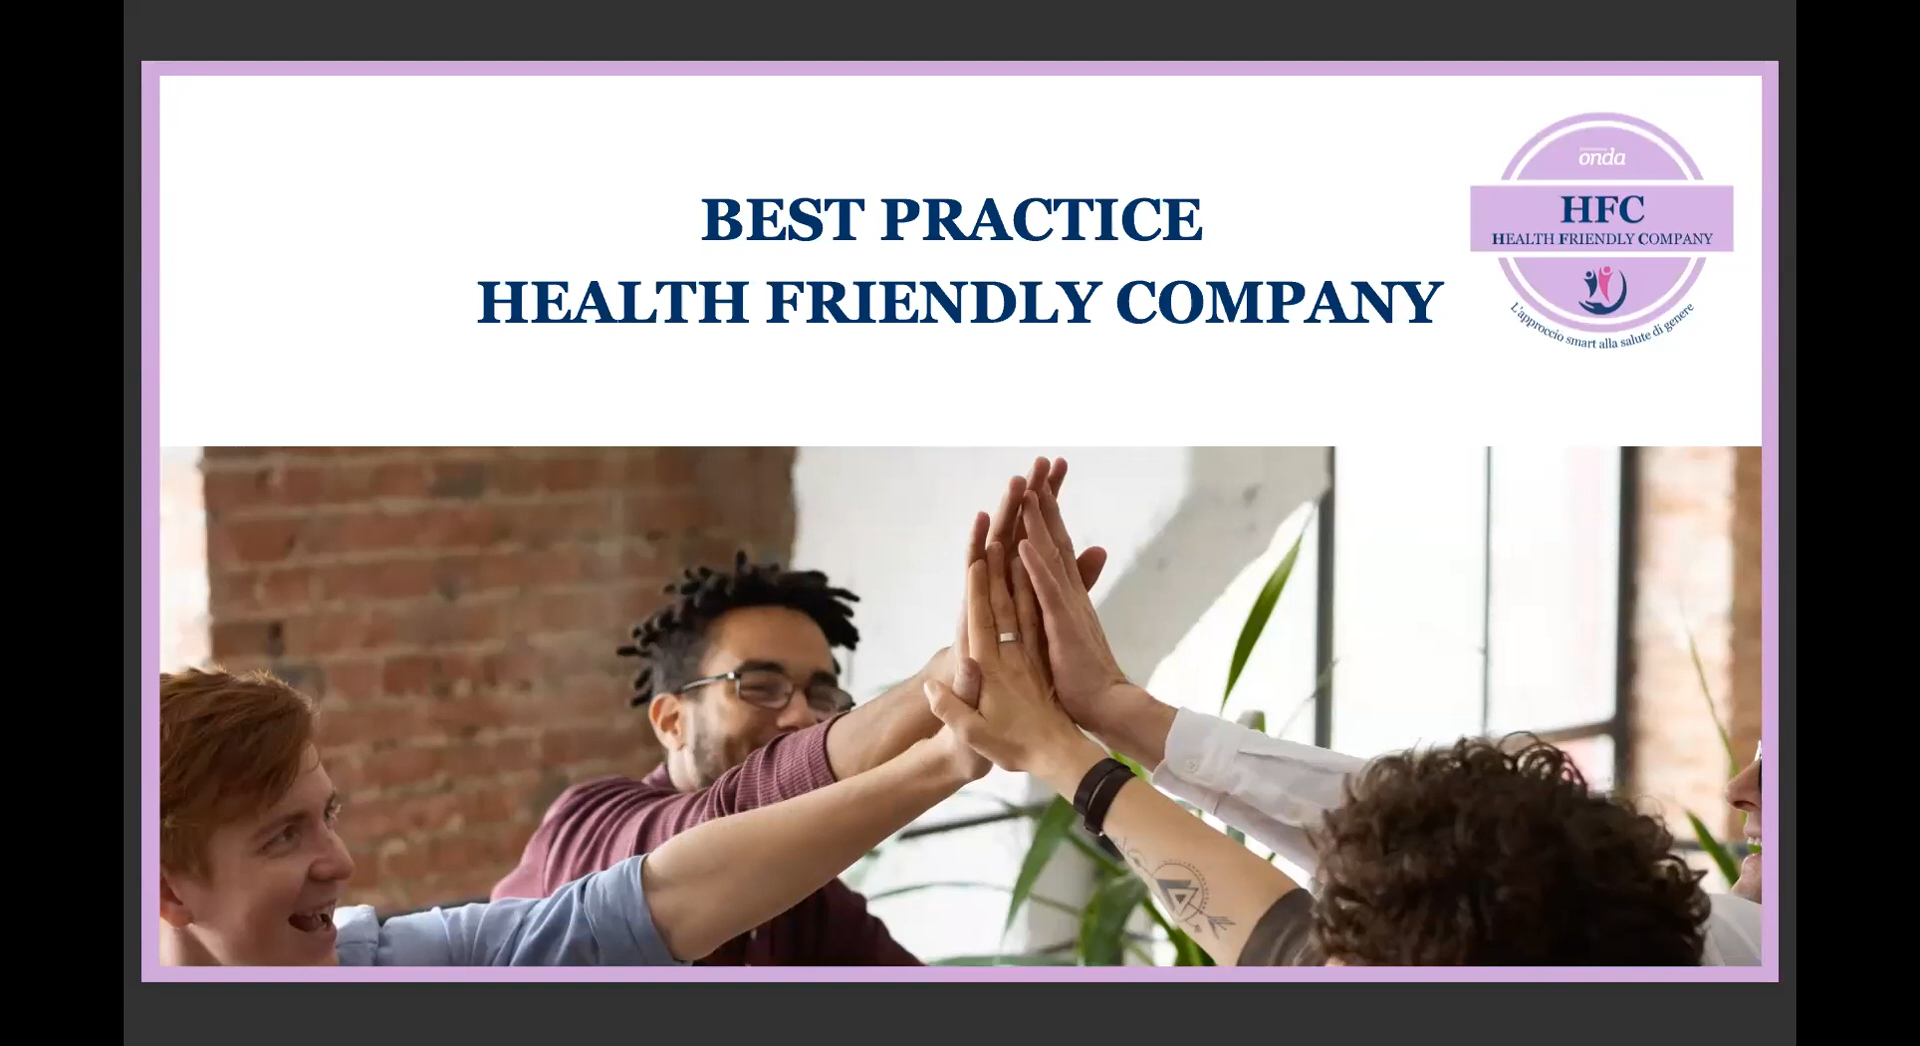 BEST PRACTICE
HEALTH FRIENDLY COMPANY
onda
HFC
HEALTH FRIENDLY COMPANY
L'approccio smart alla salute di genere